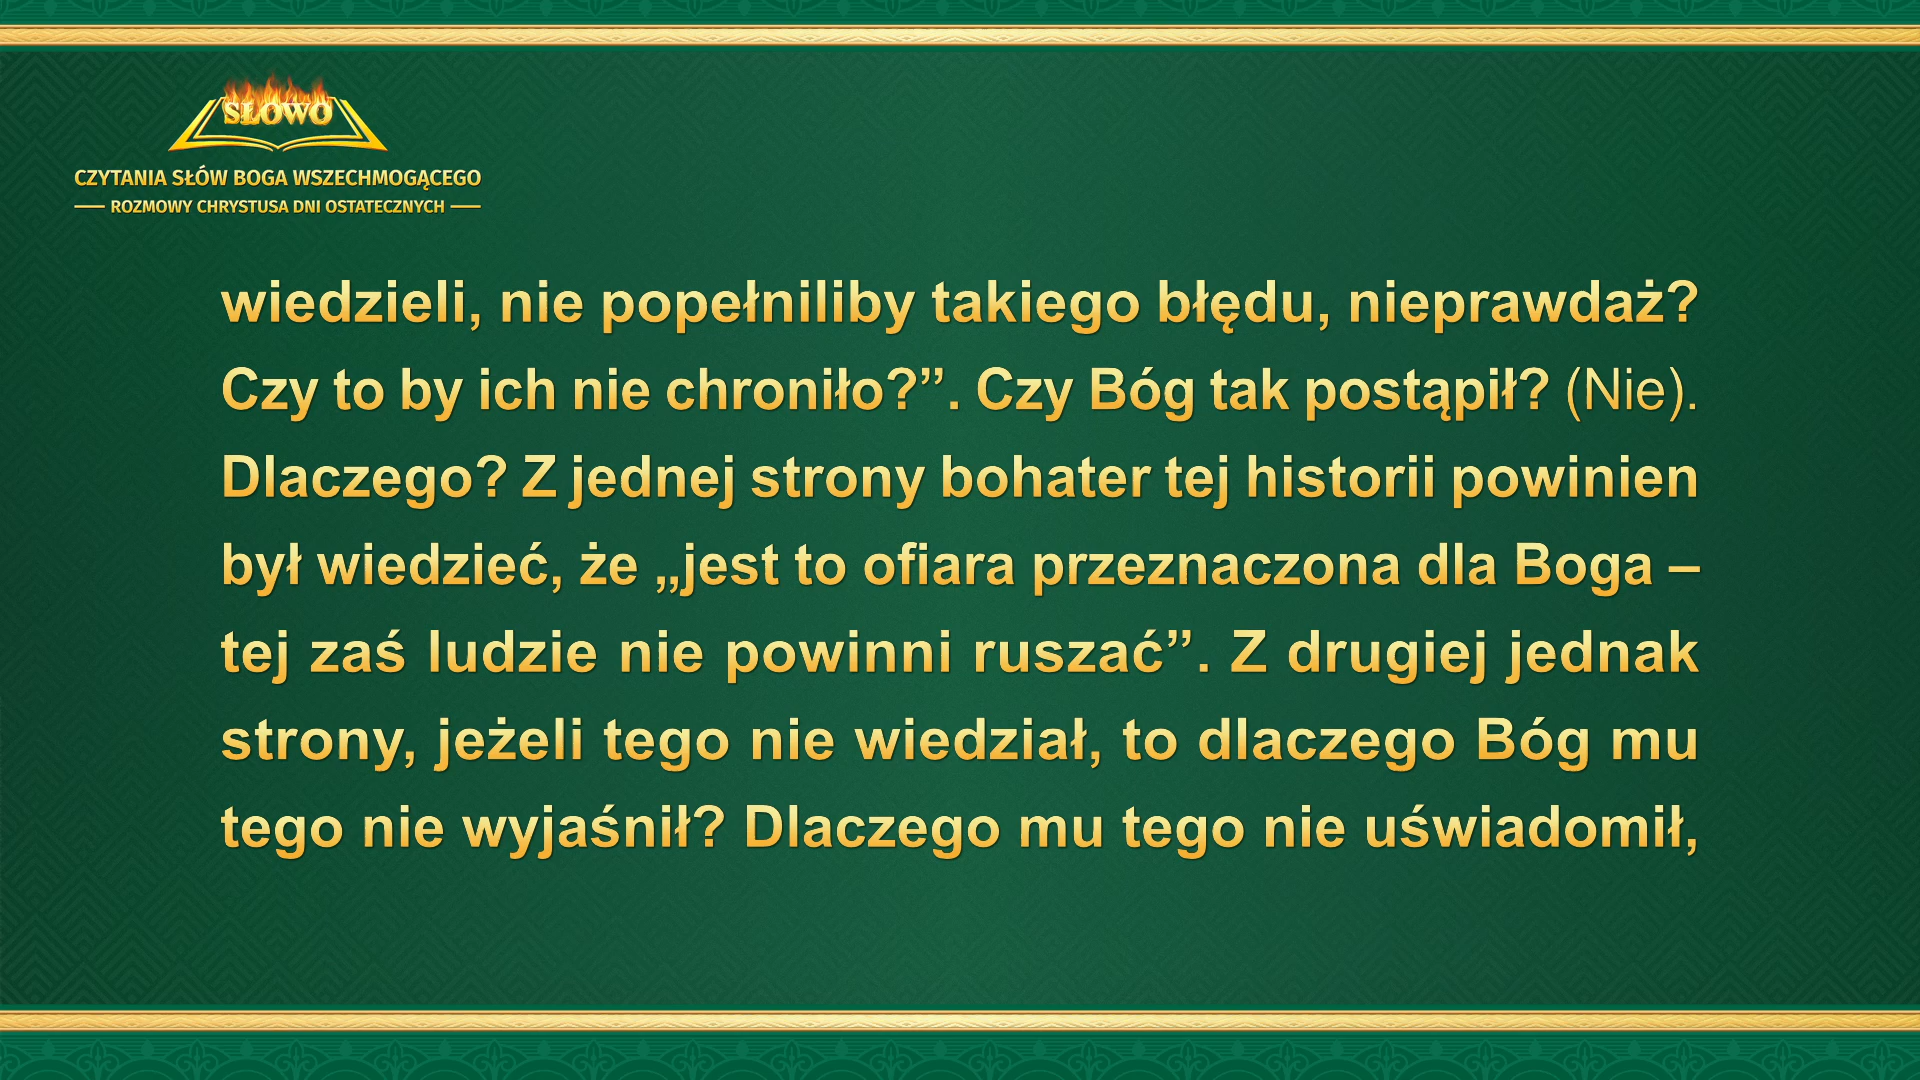 SŁOWO
CZYTANIA SŁÓW BOGA WSZECHMOGĄCEGO
ROZMOWY CHRYSTUSA DNI OSTATECZNYCH
wiedzieli, nie popełniliby takiego błędu, nieprawdaż?
Czy to by ich nie chroniło?”. Czy Bóg tak postąpił? (Nie).
Dlaczego? Z jednej strony bohater tej historii powinien
był wiedzieć, że „jest to ofiara przeznaczona dla Boga –
tej zaś ludzie nie powinni ruszać”. Z drugiej jednak
strony, jeżeli tego nie wiedział, to dlaczego Bóg mu
tego nie wyjaśnił? Dlaczego mu tego nie uświadomił,